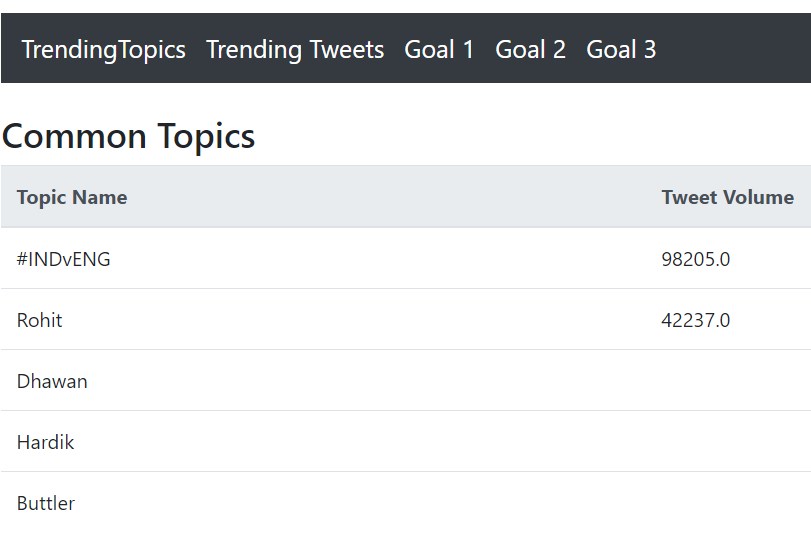 TrendingTopics Trending Tweets Goal 1 Goal 2 Goal 3
Common Topics
Topic Name Tweet Volume
#INDvENG 98205.0
Rohit 42237.0
Dhawan
Hardik
Buttler